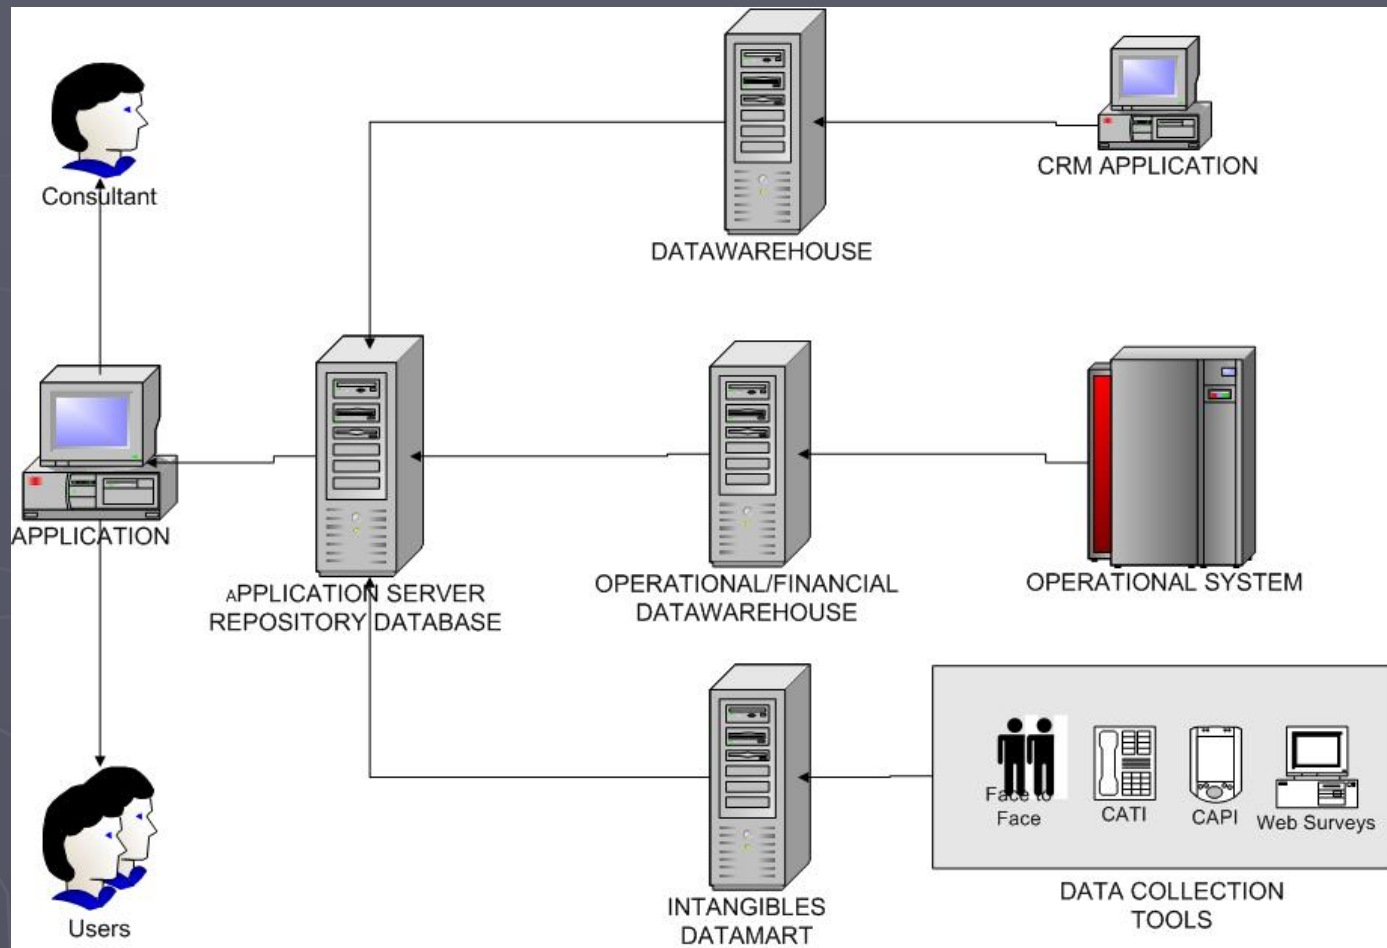 Consultant
CRM APPLICATION
DATAWAREHOUSE
APPLICATION
APPLICATION SERVER
REPOSITORY DATABASE
OPERATIONAL/FINANCIAL
DATAWAREHOUSE
OPERATIONAL SYSTEM
Face to
Face
CATI
CAPI
Web Surveys
Users
INTANGIBLES
DATAMART
DATA COLLECTION
TOOLS